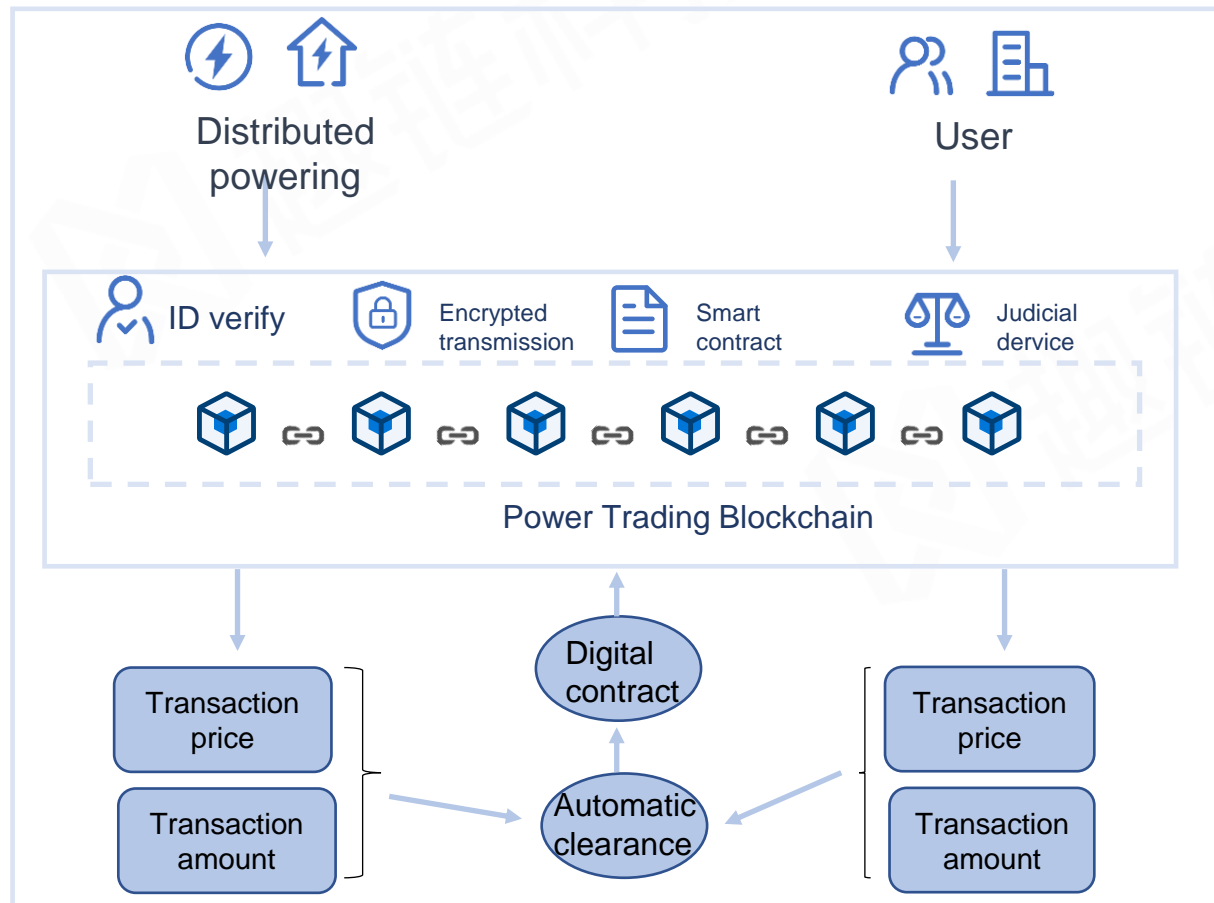 Distributed
powering
User
ID verify
Encrypted
transmission
Smart
contract
Judicial
dervice
Power Trading Blockchain
Digital
contract
Transaction
price
Transaction
price
Automatic
clearance
Transaction
amount
Transaction
amount